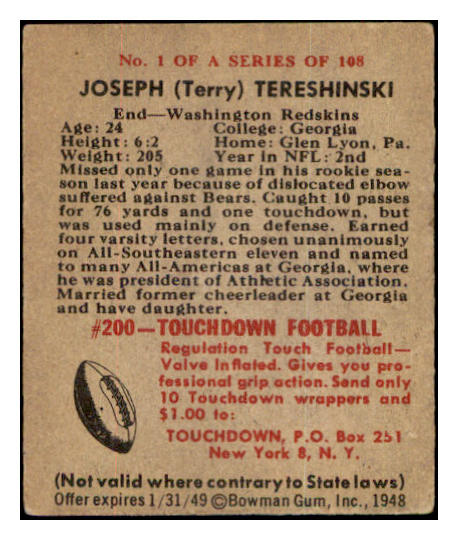 No. 1 OF A SERIES OF 108
JOSEPH (Terry) TERESHINSKI
End—Washington Redskins
Age: 24 College: Georgia
Height: 6:2 Home: Glen Lyon, Pa.
Weight: 205 Year in NFL: 2nd
Missed only one game in his rookie sea-
son last year because of dislocated elbow
suffered against Bears. Caught 10 passes
for 76 yards and one touchdown, but
was used mainly on defense. Earned
four varsity letters, chosen unanimously
on All-Southeastern eleven and named
to many All-Americas at Georgia, where
he was president of Athletic Association.
Married former cheerleader at Georgia
and have daughter.
#200—TOUCHDOWN FOOTBALL
Regulation Touch Football—
Valve Inflated. Gives you pro-
fessional grip action. Send only
10 Touchdown wrappers and
$1.00 to:
TOUCHDOWN, P.O. Box 251
New York 8, N. Y.
(Not valid where contrary to State laws)
Offer expires 1/31/49 ©Bowman Gum, Inc., 1948